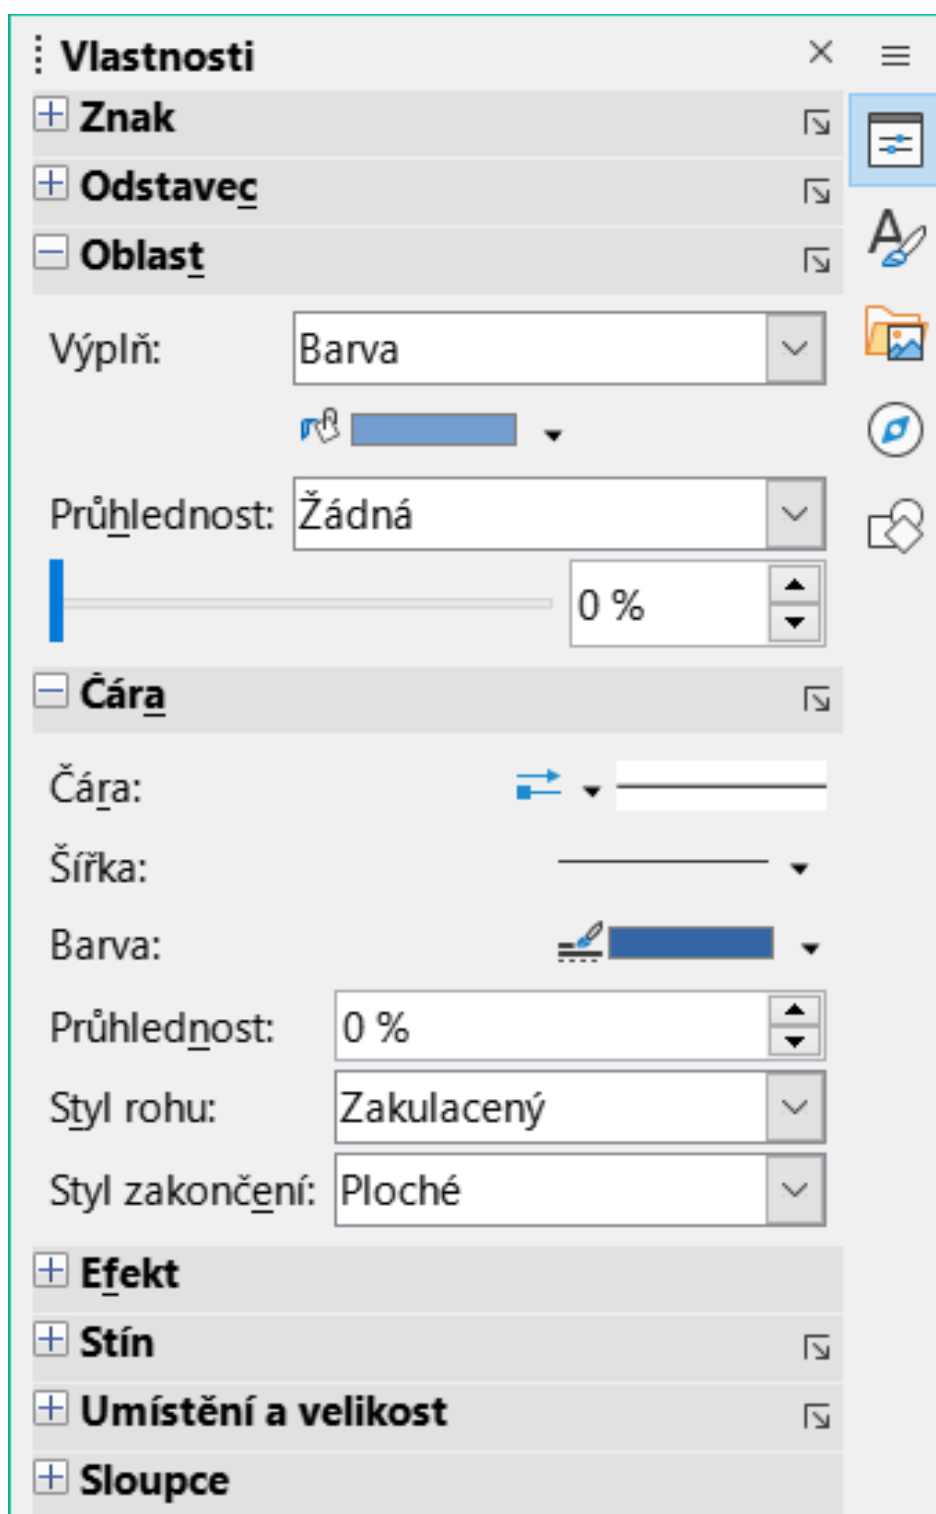 Vlastnosti
Znak
Odstavec
Oblast
Výplň: Barva
Průhlednost: Žádná
0 %
Čára
Čára:
Šířka:
Barva:
Průhlednost: 0 %
Styl rohu: Zakulacený
Styl zakončení: Ploché
Efekt
Stín
Umístění a velikost
Sloupce